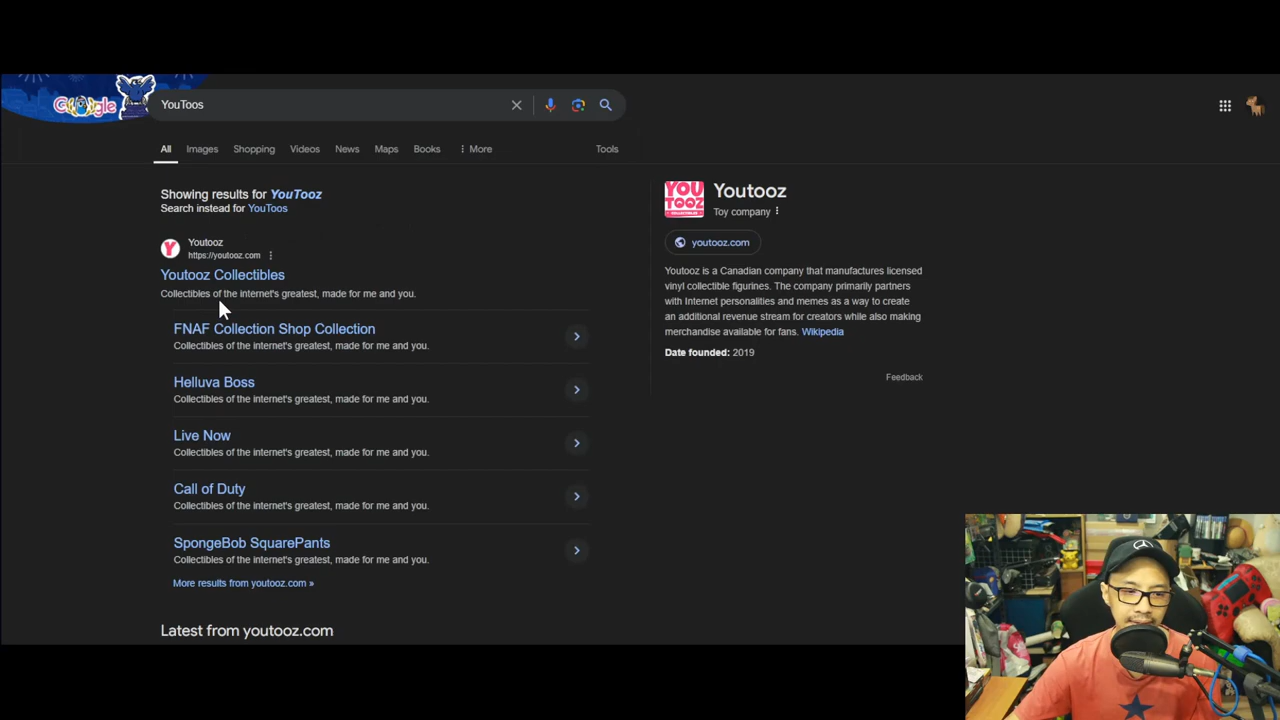 Google
YouToos
All
Images
Shopping
Videos
News
Maps
Books
More
Tools
Showing results for YouTooz
Search instead for YouToos
Youtooz
https://youtooz.com
Youtooz Collectibles
Collectibles of the internet's greatest, made for me and you.
FNAF Collection Shop Collection
Collectibles of the internet's greatest, made for me and you.
Helluva Boss
Collectibles of the internet's greatest, made for me and you.
Live Now
Collectibles of the internet's greatest, made for me and you.
Call of Duty
Collectibles of the internet's greatest, made for me and you.
SpongeBob SquarePants
Collectibles of the internet's greatest, made for me and you.
More results from youtooz.com »
Latest from youtooz.com
YOU
TOOZ
COLLECTIBLES
Youtooz
Toy company
youtooz.com
Youtooz is a Canadian company that manufactures licensed
vinyl collectible figurines. The company primarily partners
with Internet personalities and memes as a way to create
an additional revenue stream for creators while also making
merchandise available for fans. Wikipedia
Date founded: 2019
Feedback